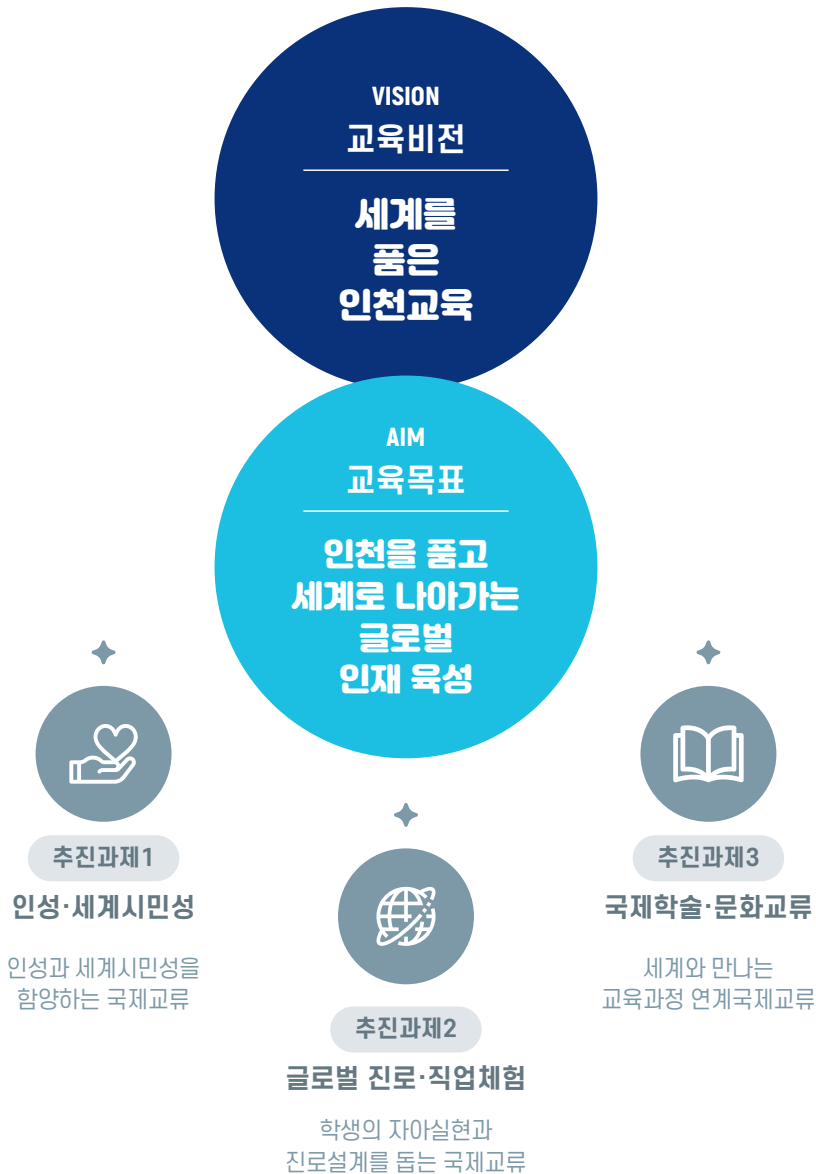 VISION
교육비전
세계를
품은
인천교육
AIM
교육목표
인천을 품고
세계로 나아가는
글로벌
인재 육성
추진과제1
인성·세계시민성
인성과 세계시민성을
함양하는 국제교류
추진과제2
글로벌 진로·직업체험
학생의 자아실현과
진로설계를 돕는 국제교류
추진과제3
국제학술·문화교류
세계와 만나는
교육과정 연계국제교류